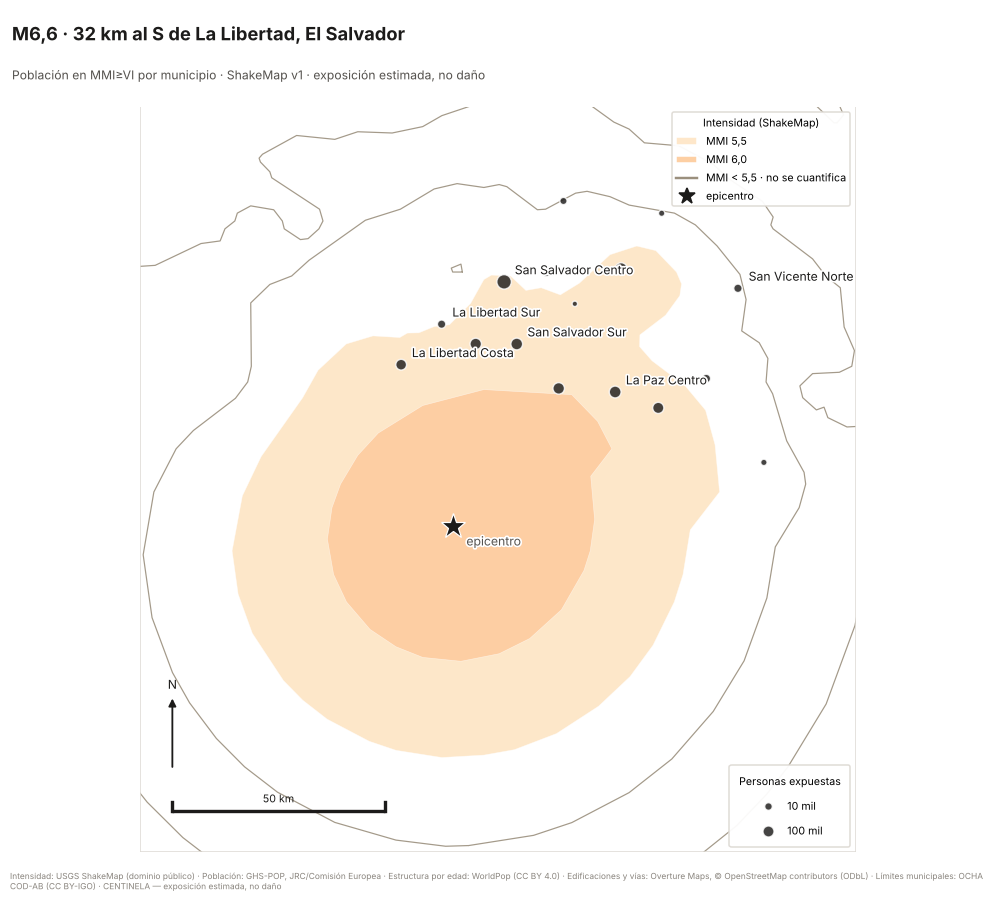 M6,6 · 32 km al S de La Libertad, El Salvador
Población en MMI≥VI por municipio · ShakeMap v1 · exposición estimada, no daño
Intensidad (ShakeMap)
MMI 5,5
MMI 6,0
MMI < 5,5 · no se cuantifica
epicentro
San Salvador Centro
San Vicente Norte
La Libertad Sur
San Salvador Sur
La Libertad Costa
La Paz Centro
epicentro
N
50 km
Personas expuestas
10 mil
100 mil
Intensidad: USGS ShakeMap (dominio público) · Población: GHS-POP, JRC/Comisión Europea · Estructura por edad: WorldPop (CC BY 4.0) · Edificaciones y vías: Overture Maps, © OpenStreetMap contributors (ODbL) · Límites municipales: OCHA
COD-AB (CC BY-IGO) · CENTINELA — exposición estimada, no daño